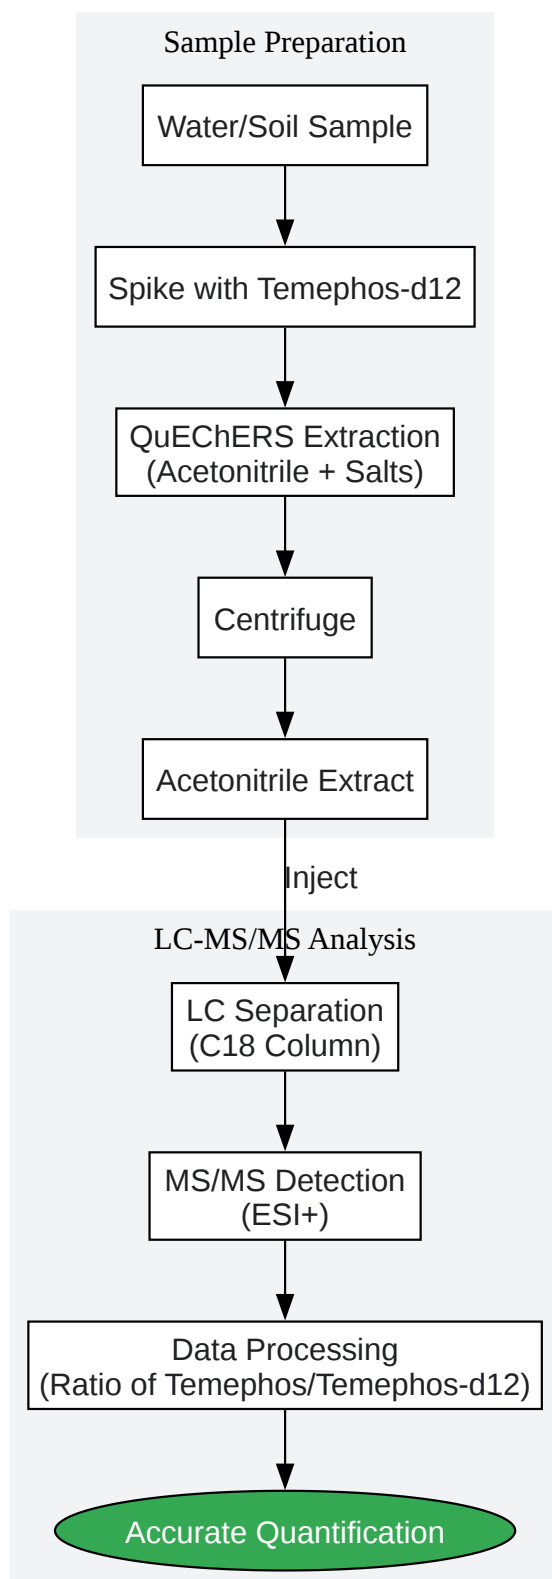 Sample Preparation
Water/Soil Sample
Spike with Temephos-d12
QuEChERS Extraction
(Acetonitrile + Salts)
Centrifuge
Acetonitrile Extract
Inject
LC-MS/MS Analysis
LC Separation
(C18 Column)
MS/MS Detection
(ESI+)
Data Processing
(Ratio of Temephos/Temephos-d12)
Accurate Quantification